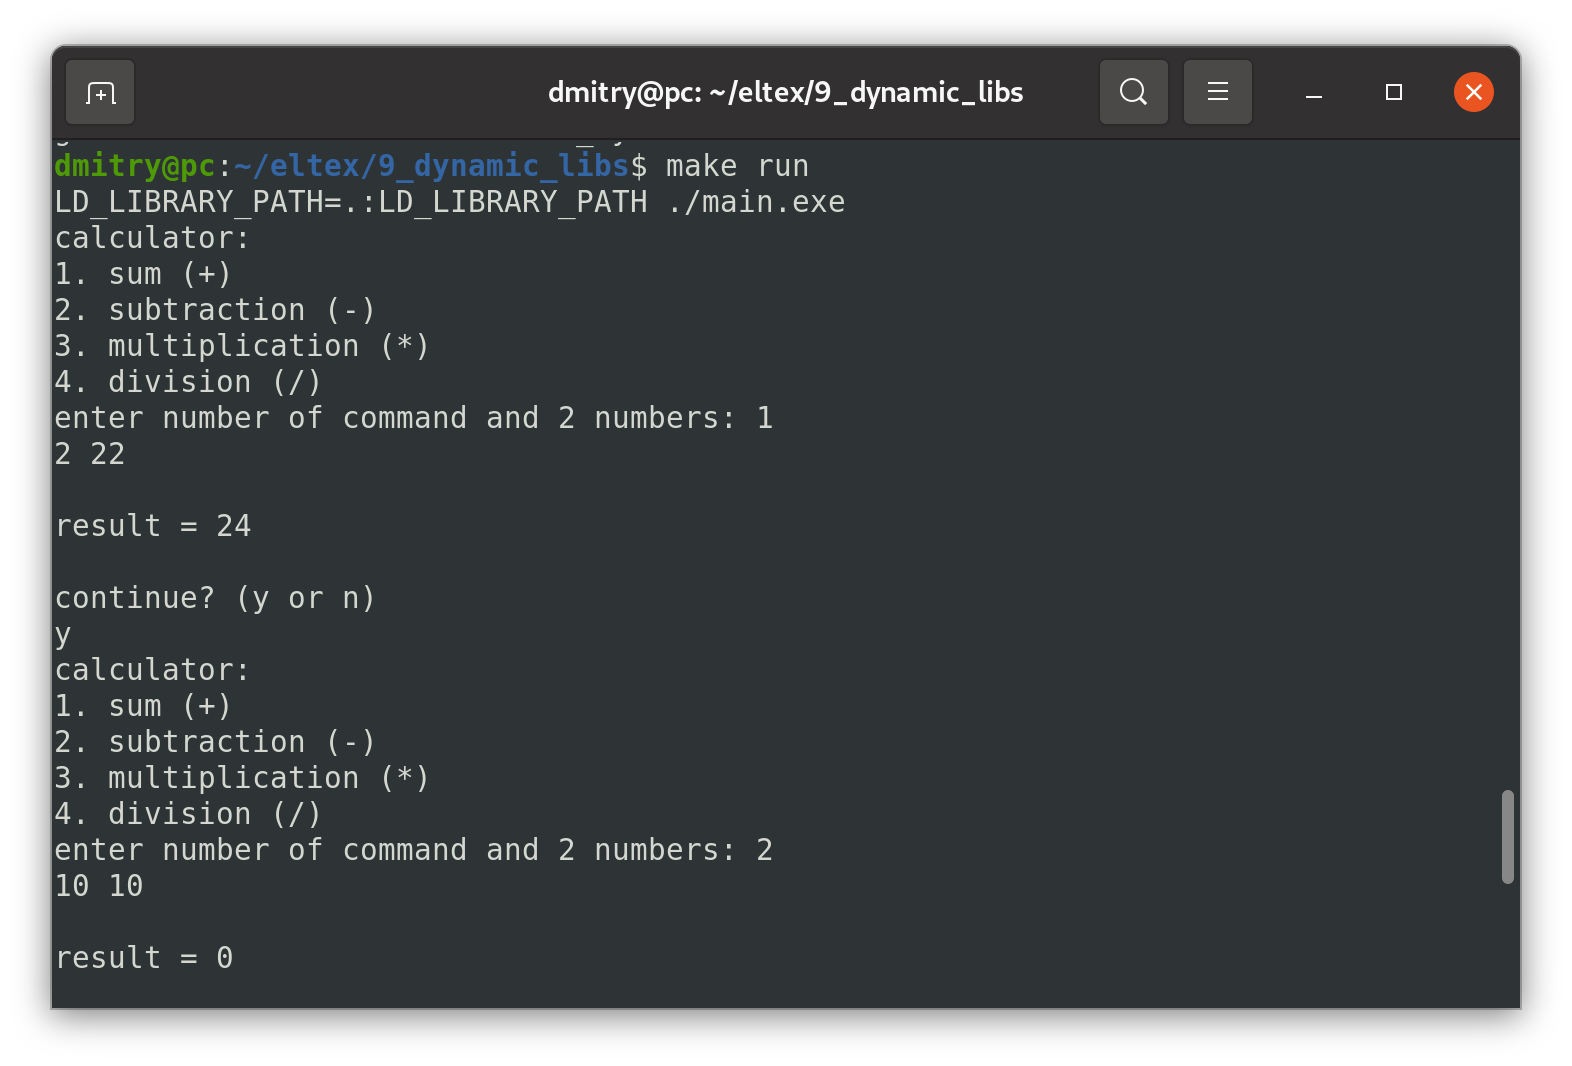 dmitry@pc: ~/eltex/9_dynamic_libs
dmitry@pc:~/eltex/9_dynamic_libs$ make run
LD_LIBRARY_PATH=.:LD_LIBRARY_PATH ./main.exe
calculator:
1. sum (+)
2. subtraction (-)
3. multiplication (*)
4. division (/)
enter number of command and 2 numbers: 1
2 22

result = 24

continue? (y or n)
y
calculator:
1. sum (+)
2. subtraction (-)
3. multiplication (*)
4. division (/)
enter number of command and 2 numbers: 2
10 10

result = 0